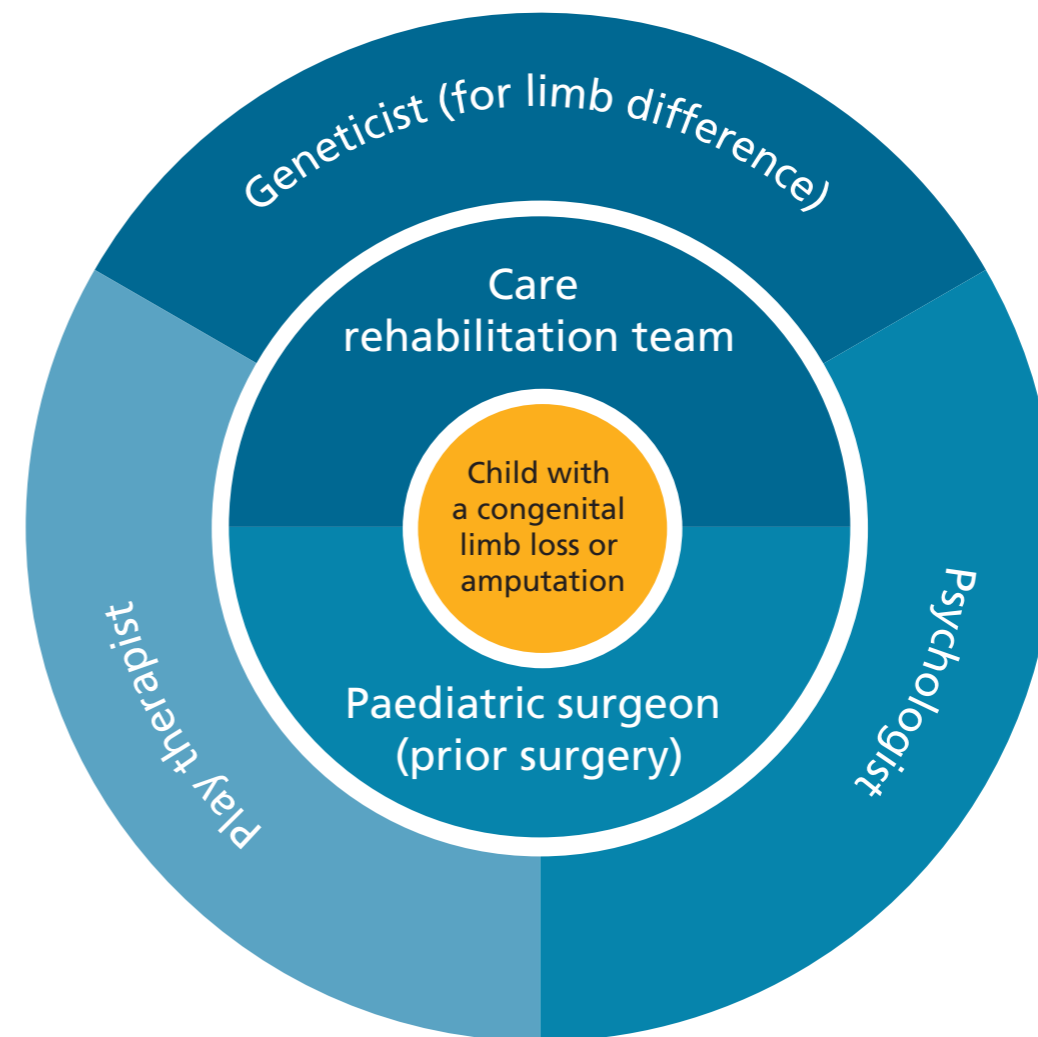 Geneticist (for limb difference)
Care
rehabilitation team
Child with
a congenital
limb loss or
amputation
Paediatric surgeon
(prior surgery)
Play therapist
Psychologist